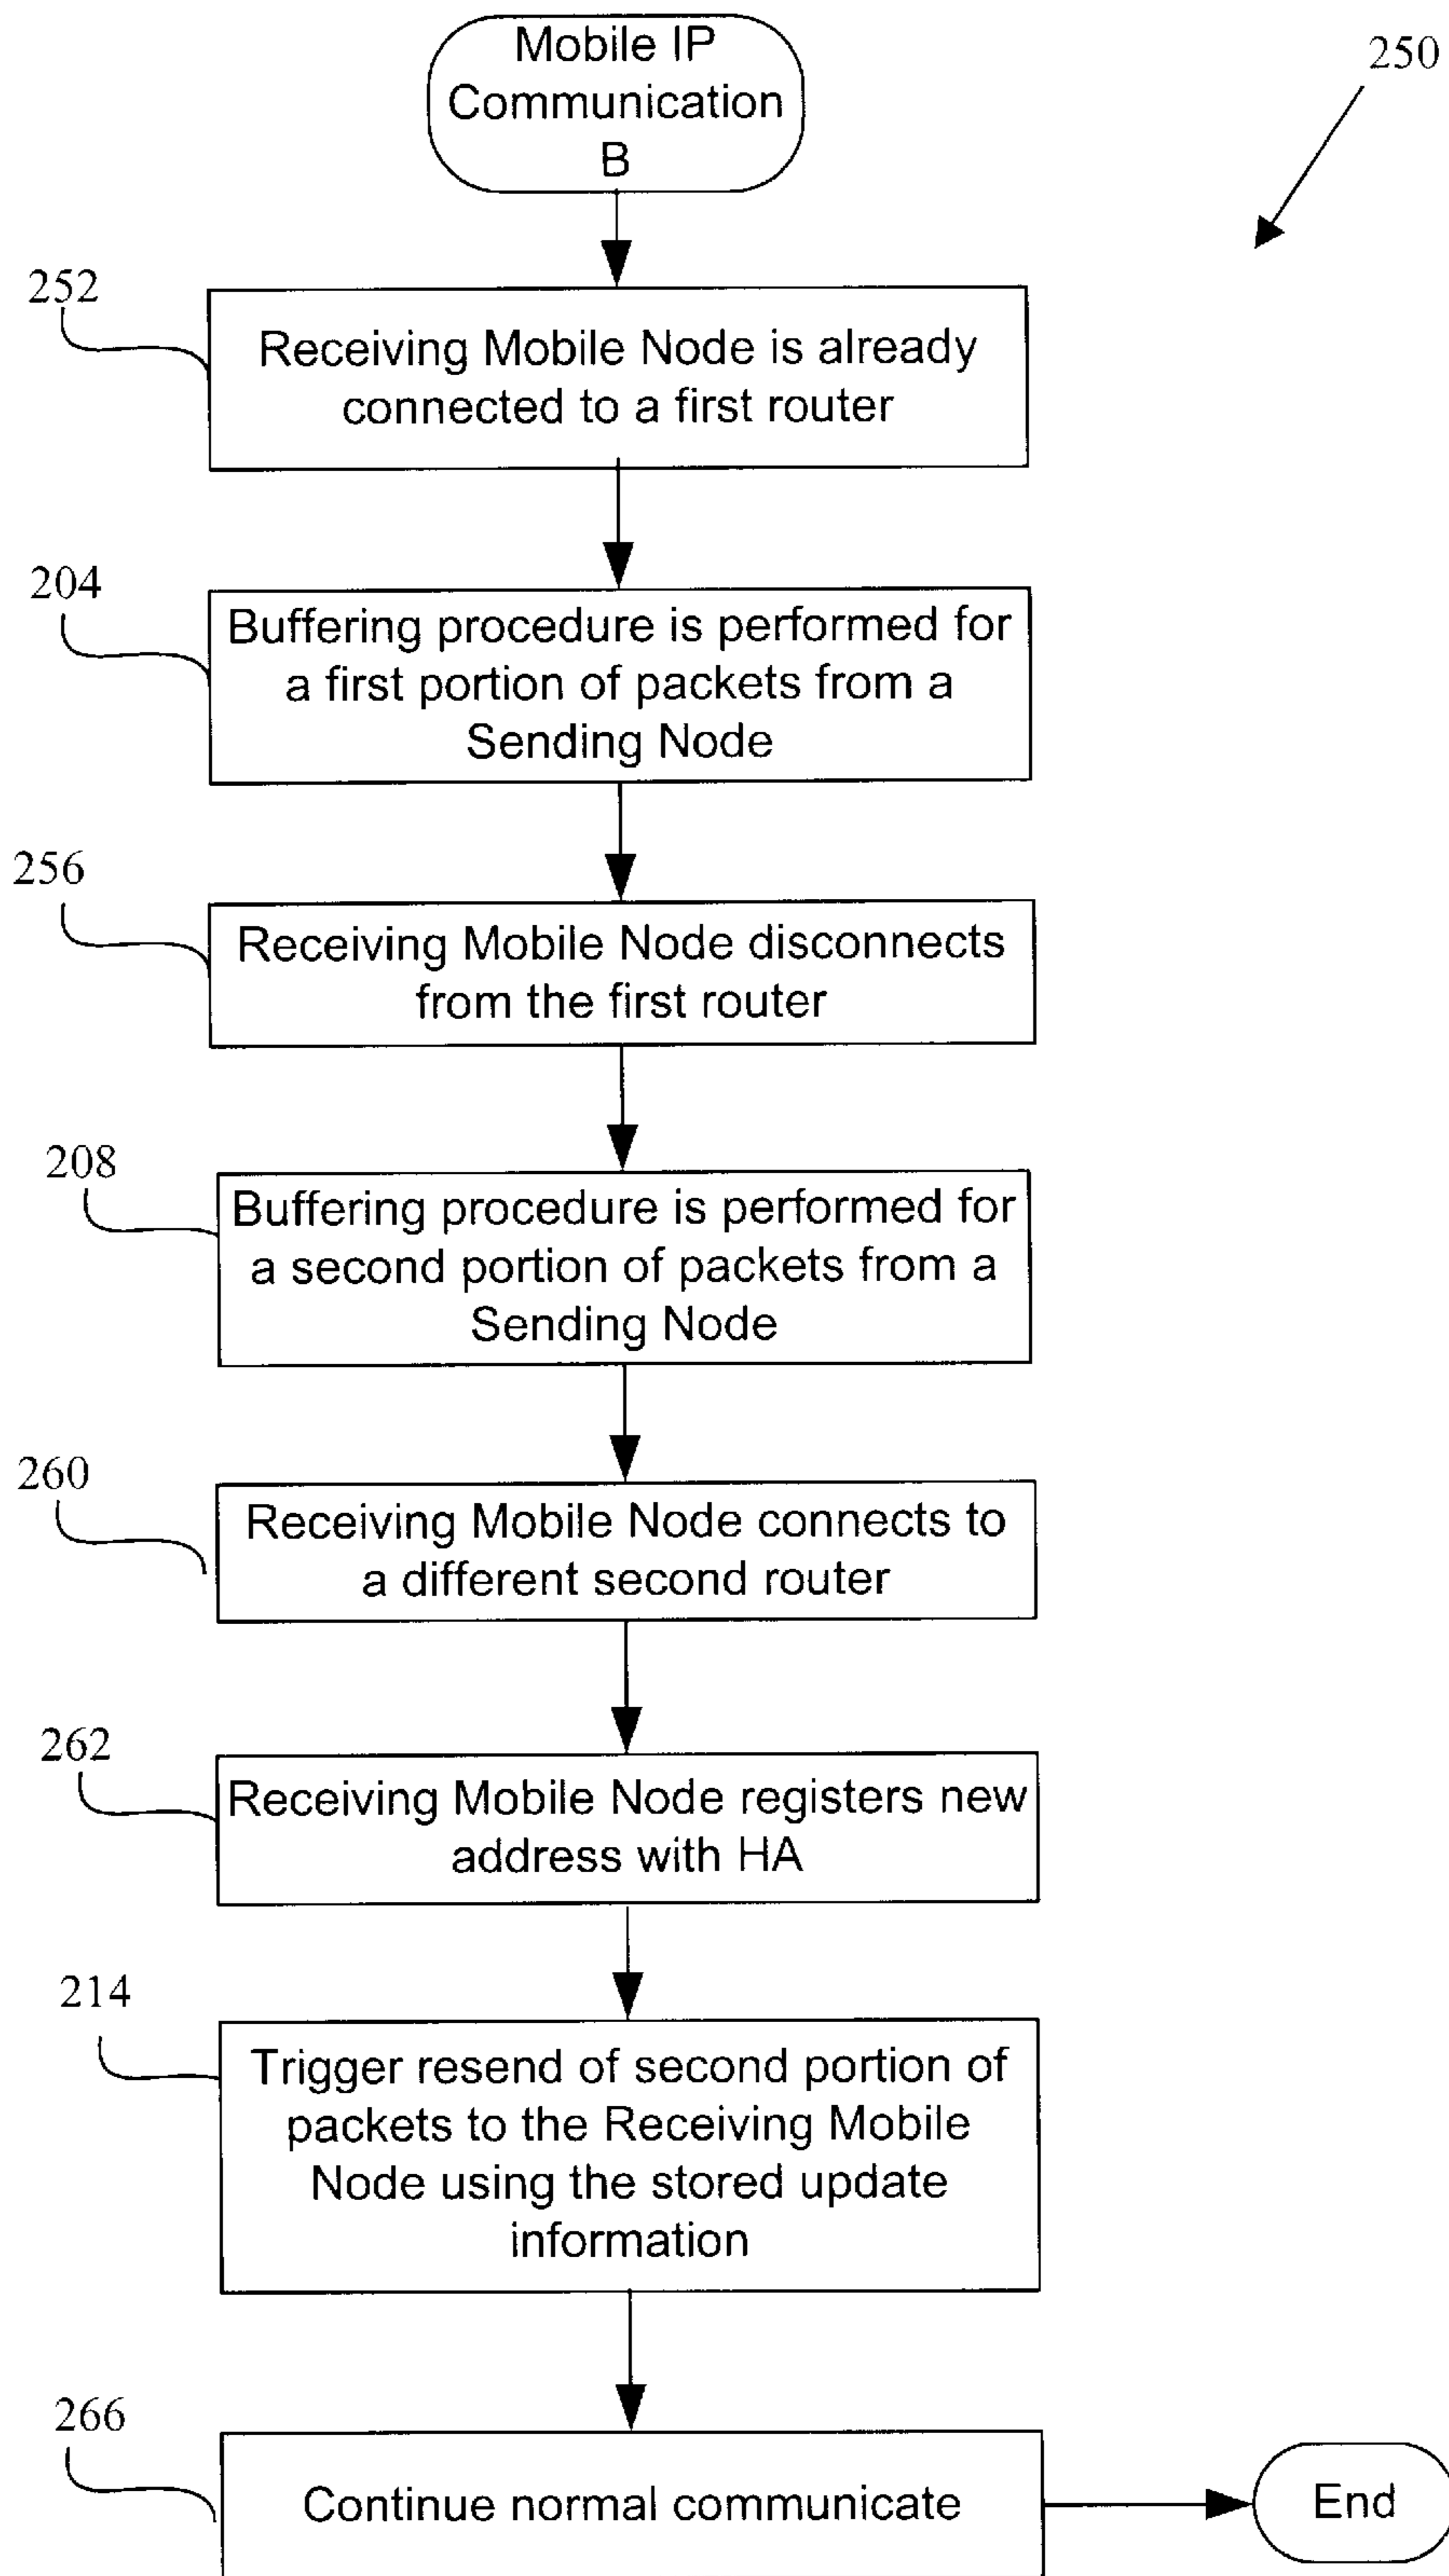 Mobile IP
Communication
B
250
252
Receiving Mobile Node is already
connected to a first router
204
Buffering procedure is performed for
a first portion of packets from a
Sending Node
256
Receiving Mobile Node disconnects
from the first router
208
Buffering procedure is performed for
a second portion of packets from a
Sending Node
260
Receiving Mobile Node connects to
a different second router
262
Receiving Mobile Node registers new
address with HA
214
Trigger resend of second portion of
packets to the Receiving Mobile
Node using the stored update
information
266
Continue normal communicate
End